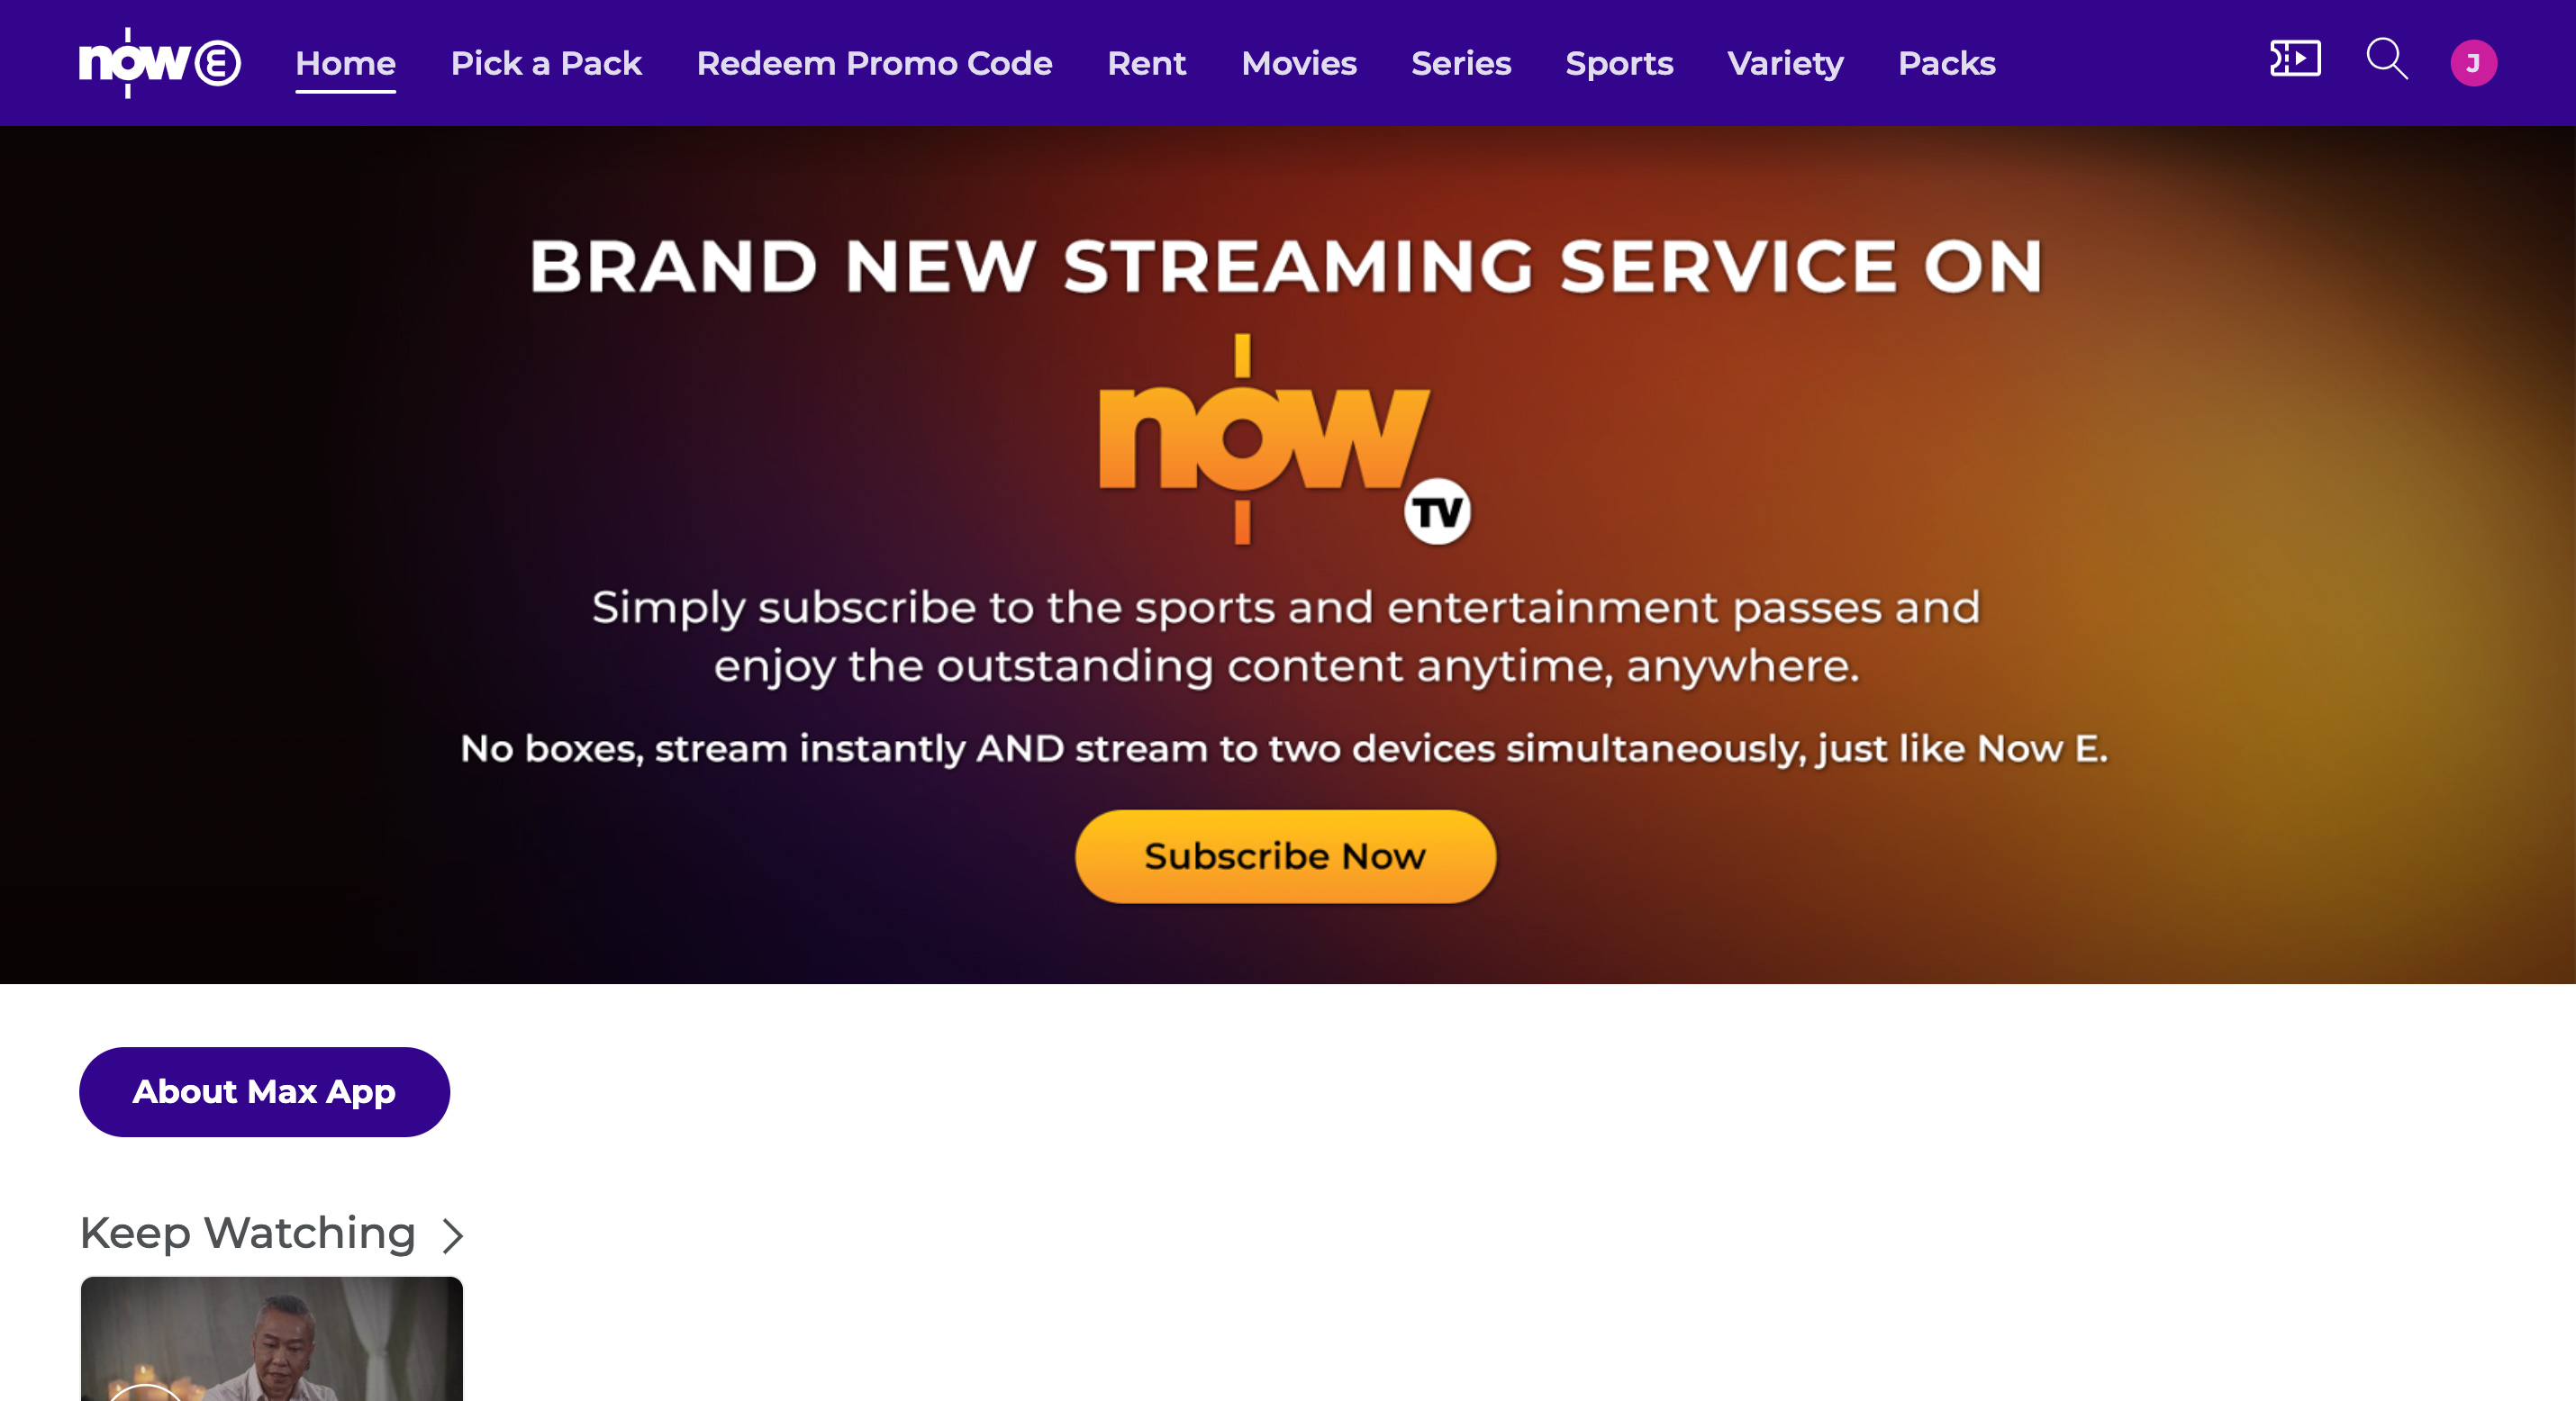 now E
Home
Pick a Pack
Redeem Promo Code
Rent
Movies
Series
Sports
Variety
Packs
J
BRAND NEW STREAMING SERVICE ON
now
TV
Simply subscribe to the sports and entertainment passes and
enjoy the outstanding content anytime, anywhere.
No boxes, stream instantly AND stream to two devices simultaneously, just like Now E.
Subscribe Now
About Max App
Keep Watching